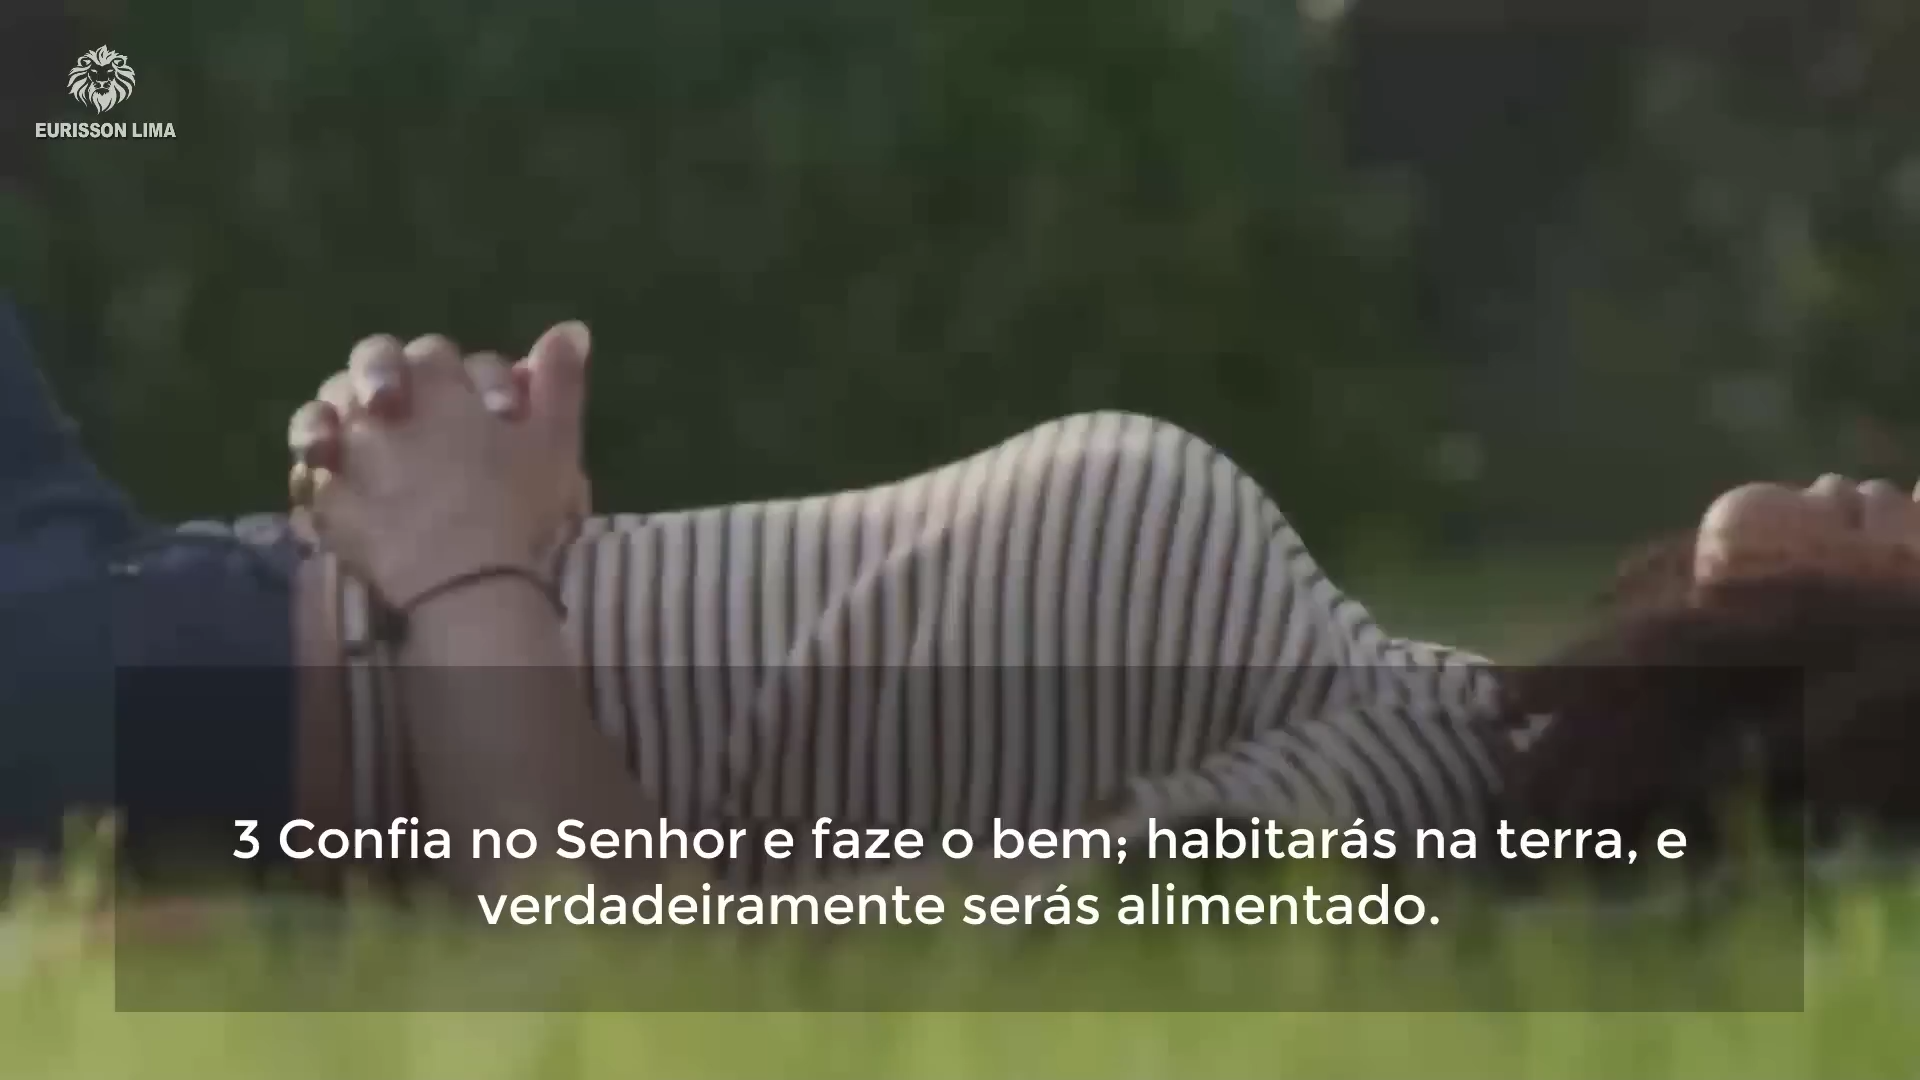 EURISSON LIMA
3 Confia no Senhor e faze o bem; habitarás na terra, e
verdadeiramente serás alimentado.